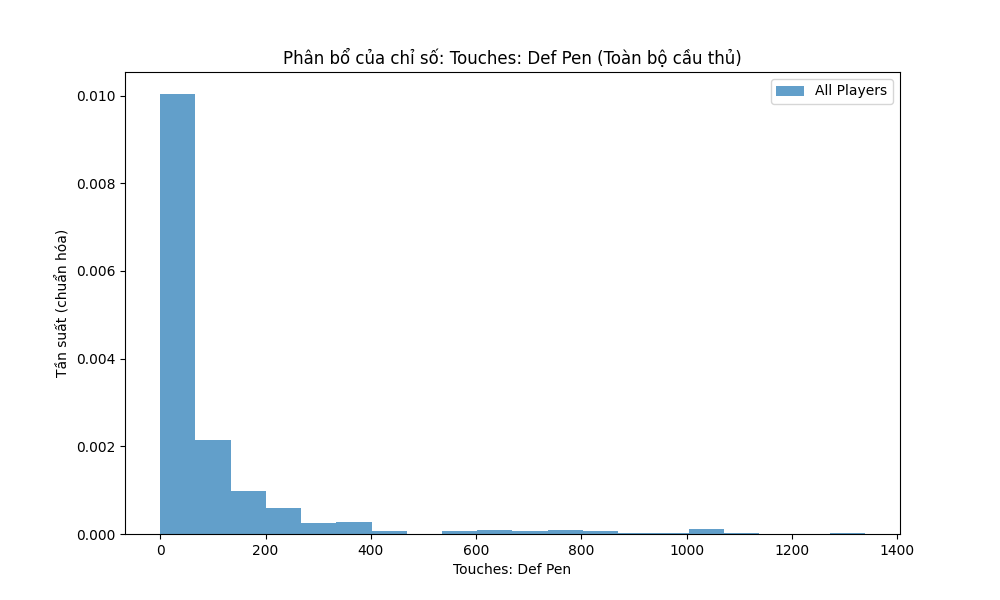 Phân bổ của chỉ số: Touches: Def Pen (Toàn bộ cầu thủ)
All Players
Tần suất (chuẩn hóa)
0.010
0.008
0.006
0.004
0.002
0.000
0 200 400 600 800 1000 1200 1400
Touches: Def Pen